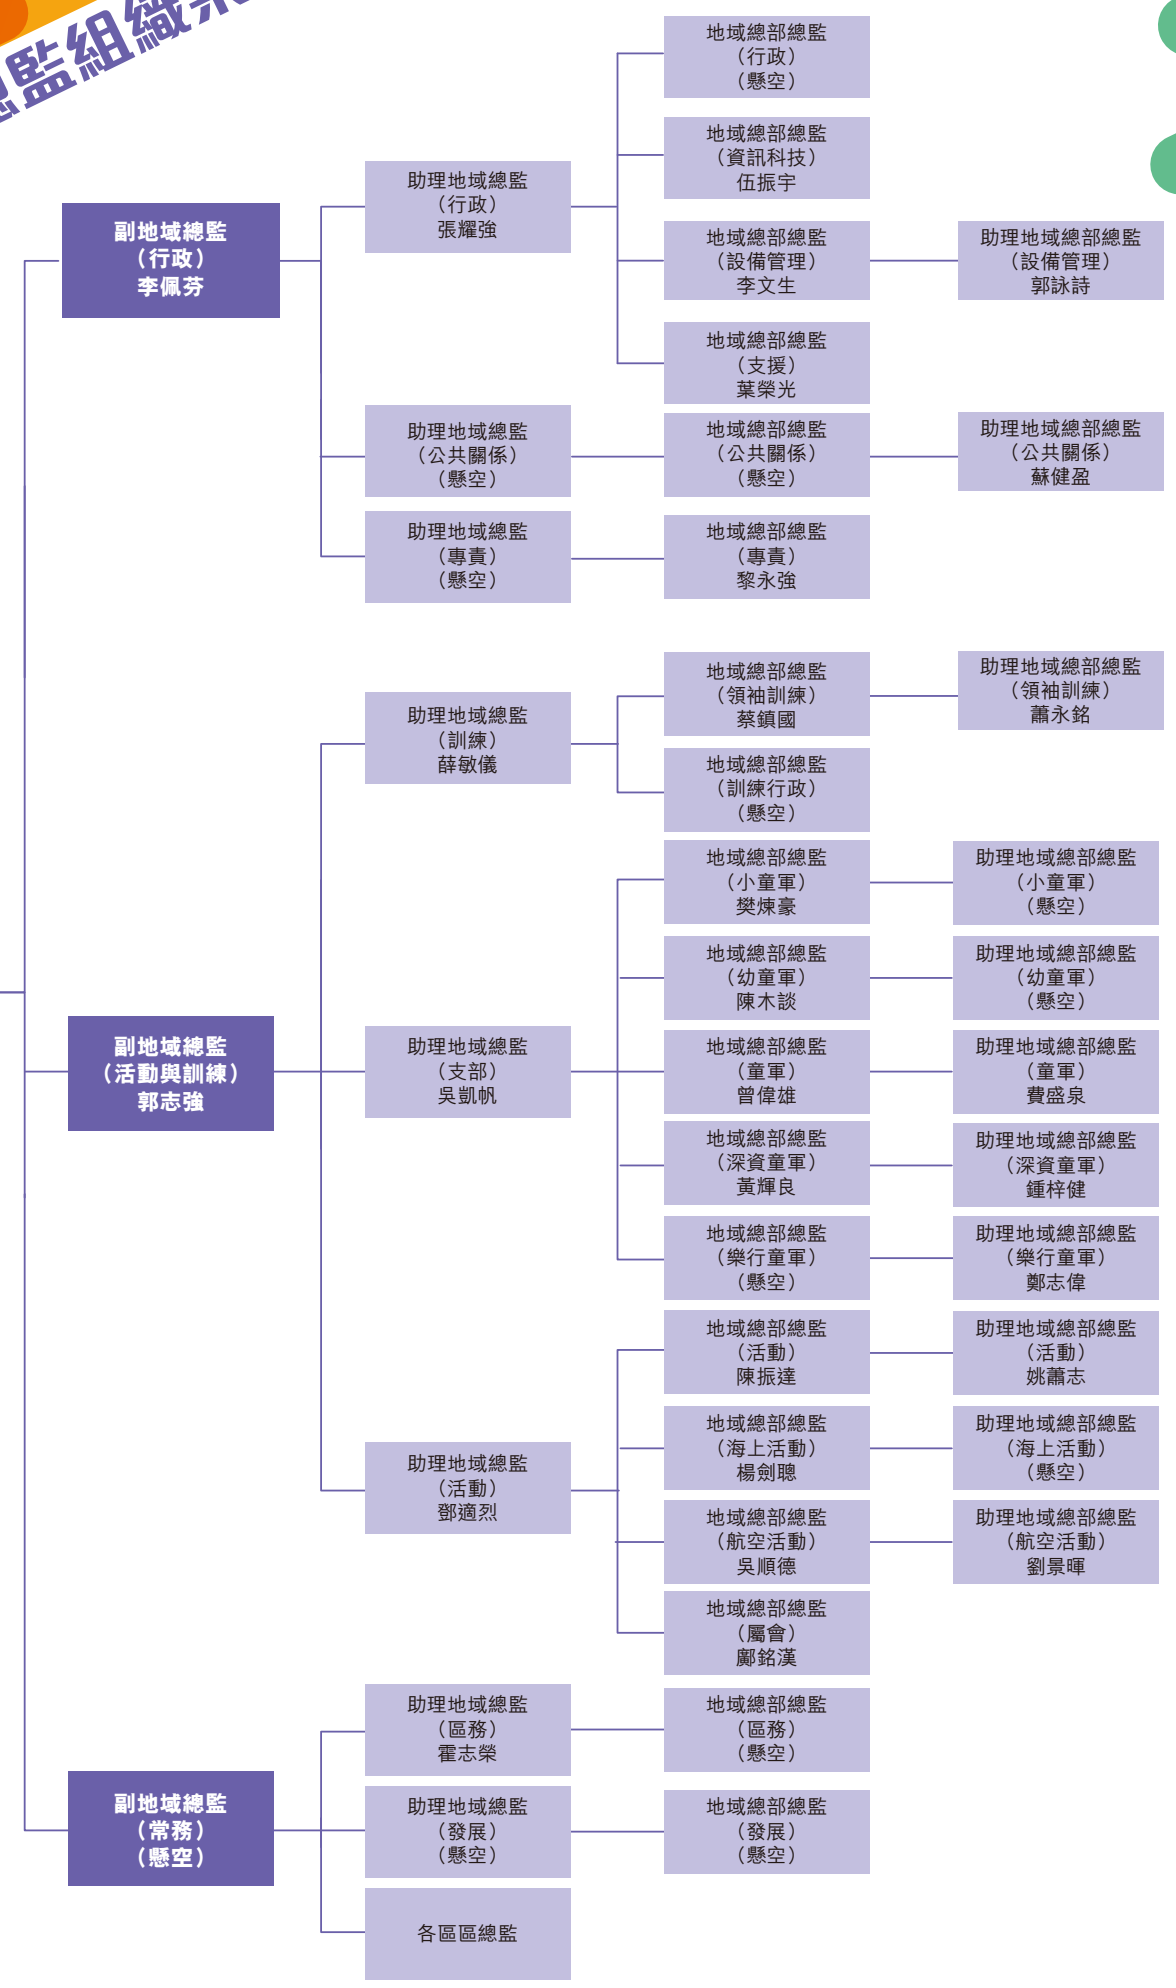 總監組織架
副地域總監
（行政）
李佩芬
助理地域總監
（行政）
張耀強
地域總部總監
（行政）
（懸空）
地域總部總監
（資訊科技）
伍振宇
地域總部總監
（設備管理）
李文生
助理地域總部總監
（設備管理）
郭詠詩
地域總部總監
（支援）
葉榮光
助理地域總監
（公共關係）
（懸空）
地域總部總監
（公共關係）
（懸空）
助理地域總部總監
（公共關係）
蘇健盈
助理地域總監
（專責）
（懸空）
地域總部總監
（專責）
黎永強
副地域總監
（活動與訓練）
郭志強
助理地域總監
（訓練）
薛敏儀
地域總部總監
（領袖訓練）
蔡鎮國
助理地域總部總監
（領袖訓練）
蕭永銘
地域總部總監
（訓練行政）
（懸空）
助理地域總監
（支部）
吳凱帆
地域總部總監
（小童軍）
樊煉豪
助理地域總部總監
（小童軍）
（懸空）
地域總部總監
（幼童軍）
陳木談
助理地域總部總監
（幼童軍）
（懸空）
地域總部總監
（童軍）
曾偉雄
助理地域總部總監
（童軍）
費盛泉
地域總部總監
（深資童軍）
黃輝良
助理地域總部總監
（深資童軍）
鍾梓健
地域總部總監
（樂行童軍）
（懸空）
助理地域總部總監
（樂行童軍）
鄭志偉
助理地域總監
（活動）
鄧適烈
地域總部總監
（活動）
陳振達
助理地域總部總監
（活動）
姚蕭志
地域總部總監
（海上活動）
楊劍聰
助理地域總部總監
（海上活動）
（懸空）
地域總部總監
（航空活動）
吳順德
助理地域總部總監
（航空活動）
劉景暉
地域總部總監
（屬會）
鄺銘漢
副地域總監
（常務）
（懸空）
助理地域總監
（區務）
霍志榮
地域總部總監
（區務）
（懸空）
助理地域總監
（發展）
（懸空）
地域總部總監
（發展）
（懸空）
各區區總監